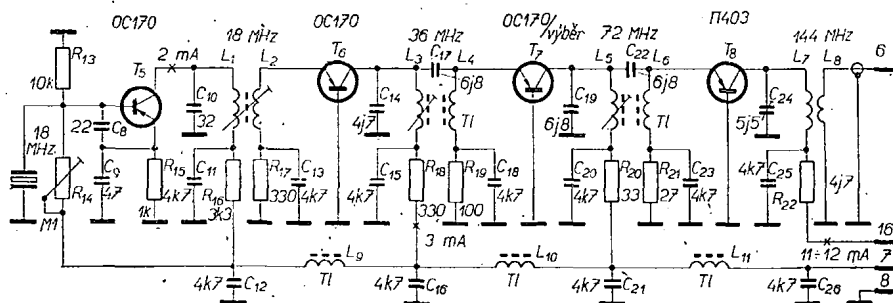 OC170 18 MHz OC170 36 MHz OC170/výběr 72 MHz П403 144 MHz
2 mA L1 L2 T6 L3 C17 L4 T7 L5 C22 L6 T8 L7 L8 6
R13 T5 6j8 6j8
10k C10 C14 C19 C24
22 C8 32 4j7 Tl 6j8 Tl 5j5
18 MHz
C9 C11 R17 C13 C15 R18 R19 C18 C20 R20 R21 C23 4k7 C25 4j7
R14 47 R15 4k7 R16 330 4k7 4k7 4k7 4k7 33 27 4k7 R22
M1 1k 3k3 330 100 16
3 mA 11÷12 mA 7
L9 L10 L11 8
4k7 C12 Tl 4k7 C16 Tl 4k7 C21 Tl 4k7 C26